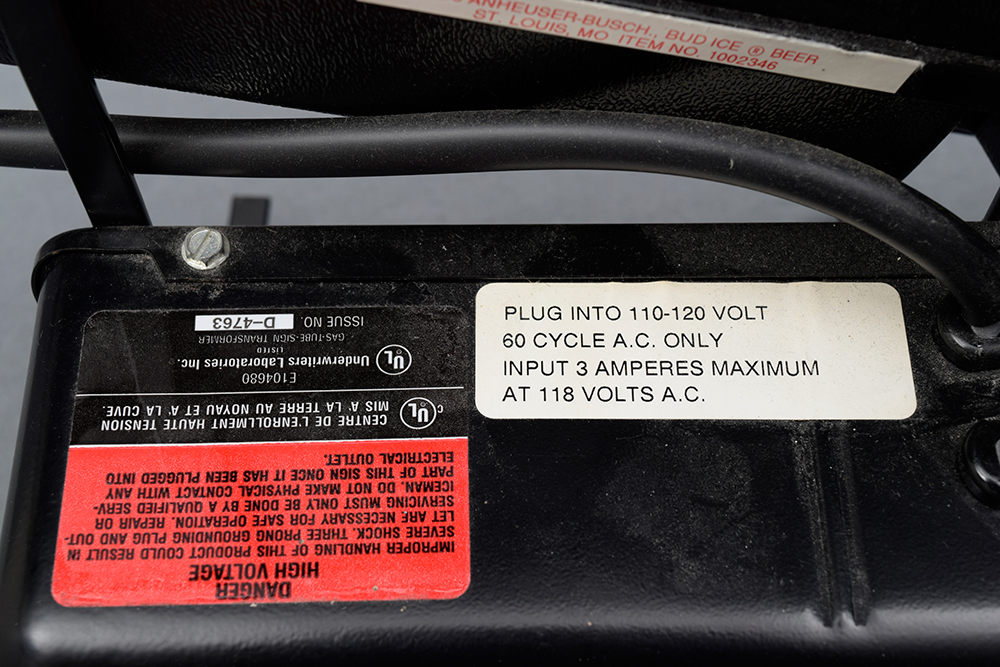 ANHEUSER-BUSCH., BUD ICE ® BEER
ST. LOUIS, MO ITEM NO. 1002346
PLUG INTO 110-120 VOLT
60 CYCLE A.C. ONLY
INPUT 3 AMPERES MAXIMUM
AT 118 VOLTS A.C.
DANGER
HIGH VOLTAGE
IMPROPER HANDLING OF THIS PRODUCT COULD RESULT IN
SEVERE SHOCK. THREE PRONG GROUNDING PLUG AND OUT-
LET ARE NECESSARY FOR SAFE OPERATION. REPAIR OR
SERVICING MUST ONLY BE DONE BY A QUALIFIED SERV-
ICEMAN. DO NOT MAKE PHYSICAL CONTACT WITH ANY
PART OF THIS SIGN ONCE IT HAS BEEN PLUGGED INTO
ELECTRICAL OUTLET.
C UL CENTRE DE L'ENROLLMENT HAUTE TENSION
MIS A' LA TERRE AU NOYAU ET A' LA CUVE.
E104680
UL Underwriters Laboratories Inc.
LISTED
GAS-TUBE-SIGN TRANSFORMER
ISSUE NO. D-4763